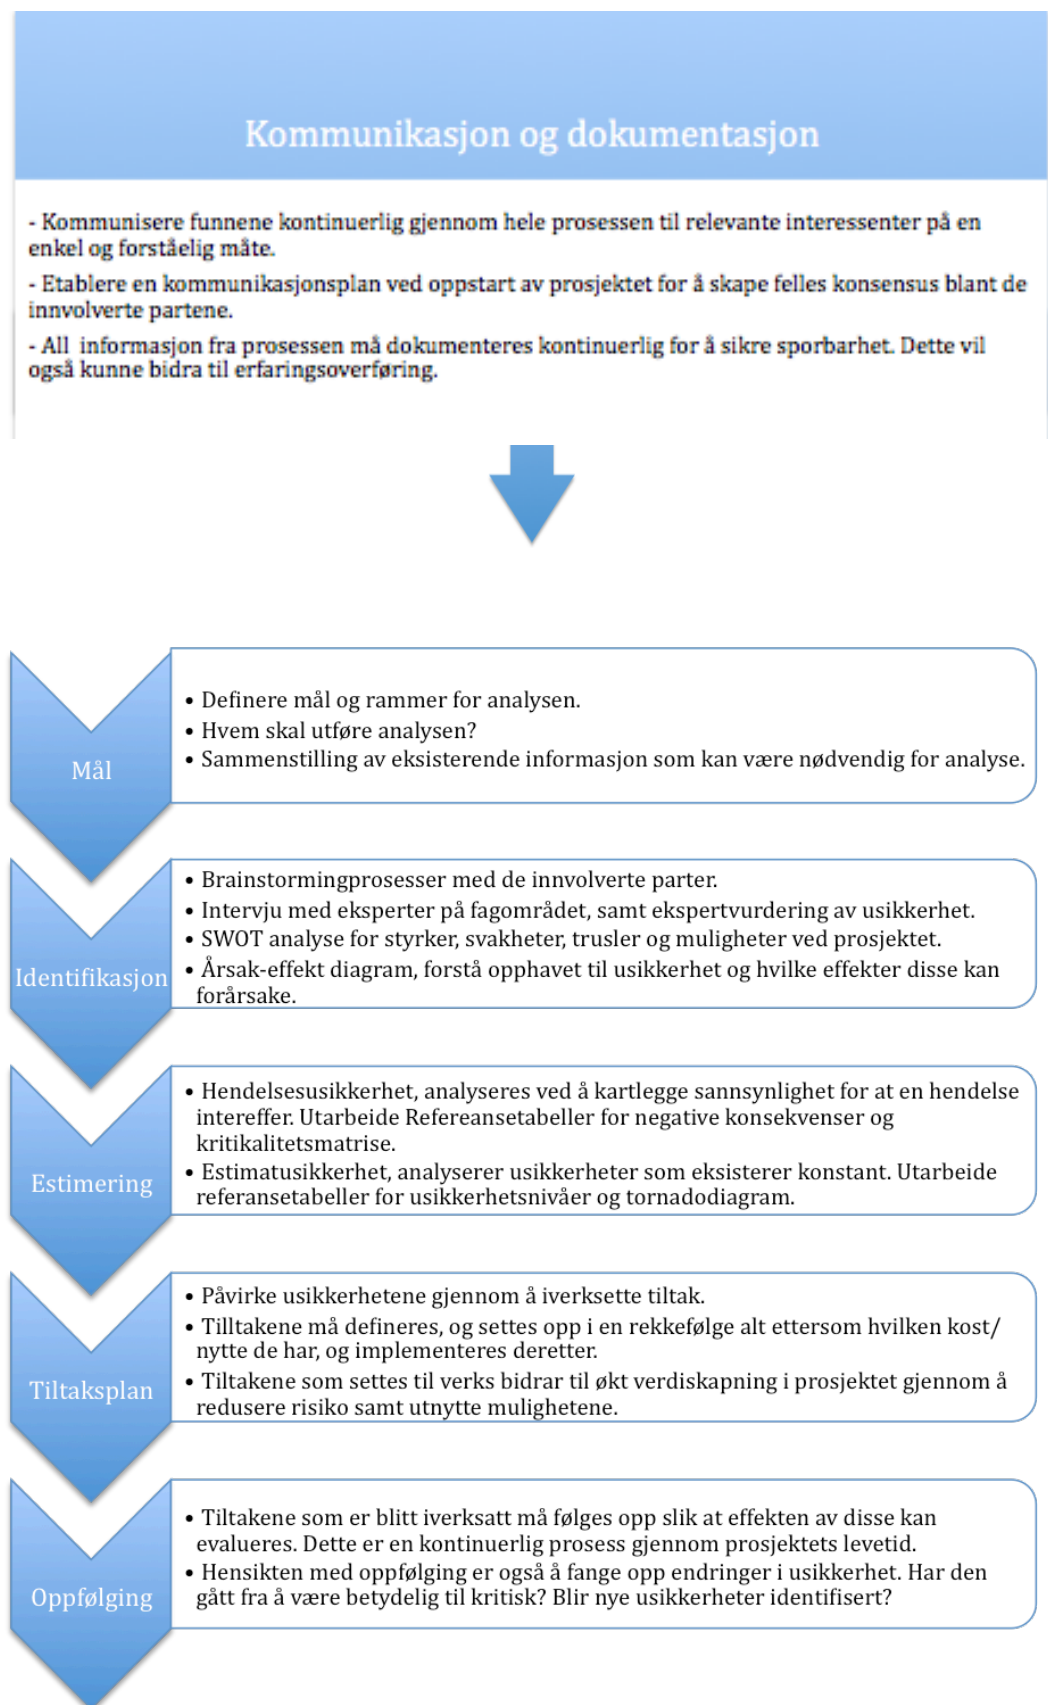 Kommunikasjon og dokumentasjon
- Kommunisere funnene kontinuerlig gjennom hele prosessen til relevante interessenter på en
enkel og forståelig måte.
- Etablere en kommunikasjonsplan ved oppstart av prosjektet for å skape felles konsensus blant de
innvolverte partene.
- All informasjon fra prosessen må dokumenteres kontinuerlig for å sikre sporbarhet. Dette vil
også kunne bidra til erfaringsoverføring.
Mål
• Definere mål og rammer for analysen.
• Hvem skal utføre analysen?
• Sammenstilling av eksisterende informasjon som kan være nødvendig for analyse.
Identifikasjon
• Brainstormingprosesser med de innvolverte parter.
• Intervju med eksperter på fagområdet, samt ekspertvurdering av usikkerhet.
• SWOT analyse for styrker, svakheter, trusler og muligheter ved prosjektet.
• Årsak-effekt diagram, forstå opphavet til usikkerhet og hvilke effekter disse kan
forårsake.
Estimering
• Hendelsesusikkerhet, analyseres ved å kartlegge sannsynlighet for at en hendelse
intereffer. Utarbeide Refereansetabeller for negative konsekvenser og
kritikalitetsmatrise.
• Estimatusikkerhet, analyserer usikkerheter som eksisterer konstant. Utarbeide
referansetabeller for usikkerhetsnivåer og tornadodiagram.
Tiltaksplan
• Påvirke usikkerhetene gjennom å iverksette tiltak.
• Tilltakene må defineres, og settes opp i en rekkefølge alt ettersom hvilken kost/
nytte de har, og implementeres deretter.
• Tiltakene som settes til verks bidrar til økt verdiskapning i prosjektet gjennom å
redusere risiko samt utnytte mulighetene.
Oppfølging
• Tiltakene som er blitt iverksatt må følges opp slik at effekten av disse kan
evalueres. Dette er en kontinuerlig prosess gjennom prosjektets levetid.
• Hensikten med oppfølging er også å fange opp endringer i usikkerhet. Har den
gått fra å være betydelig til kritisk? Blir nye usikkerheter identifisert?